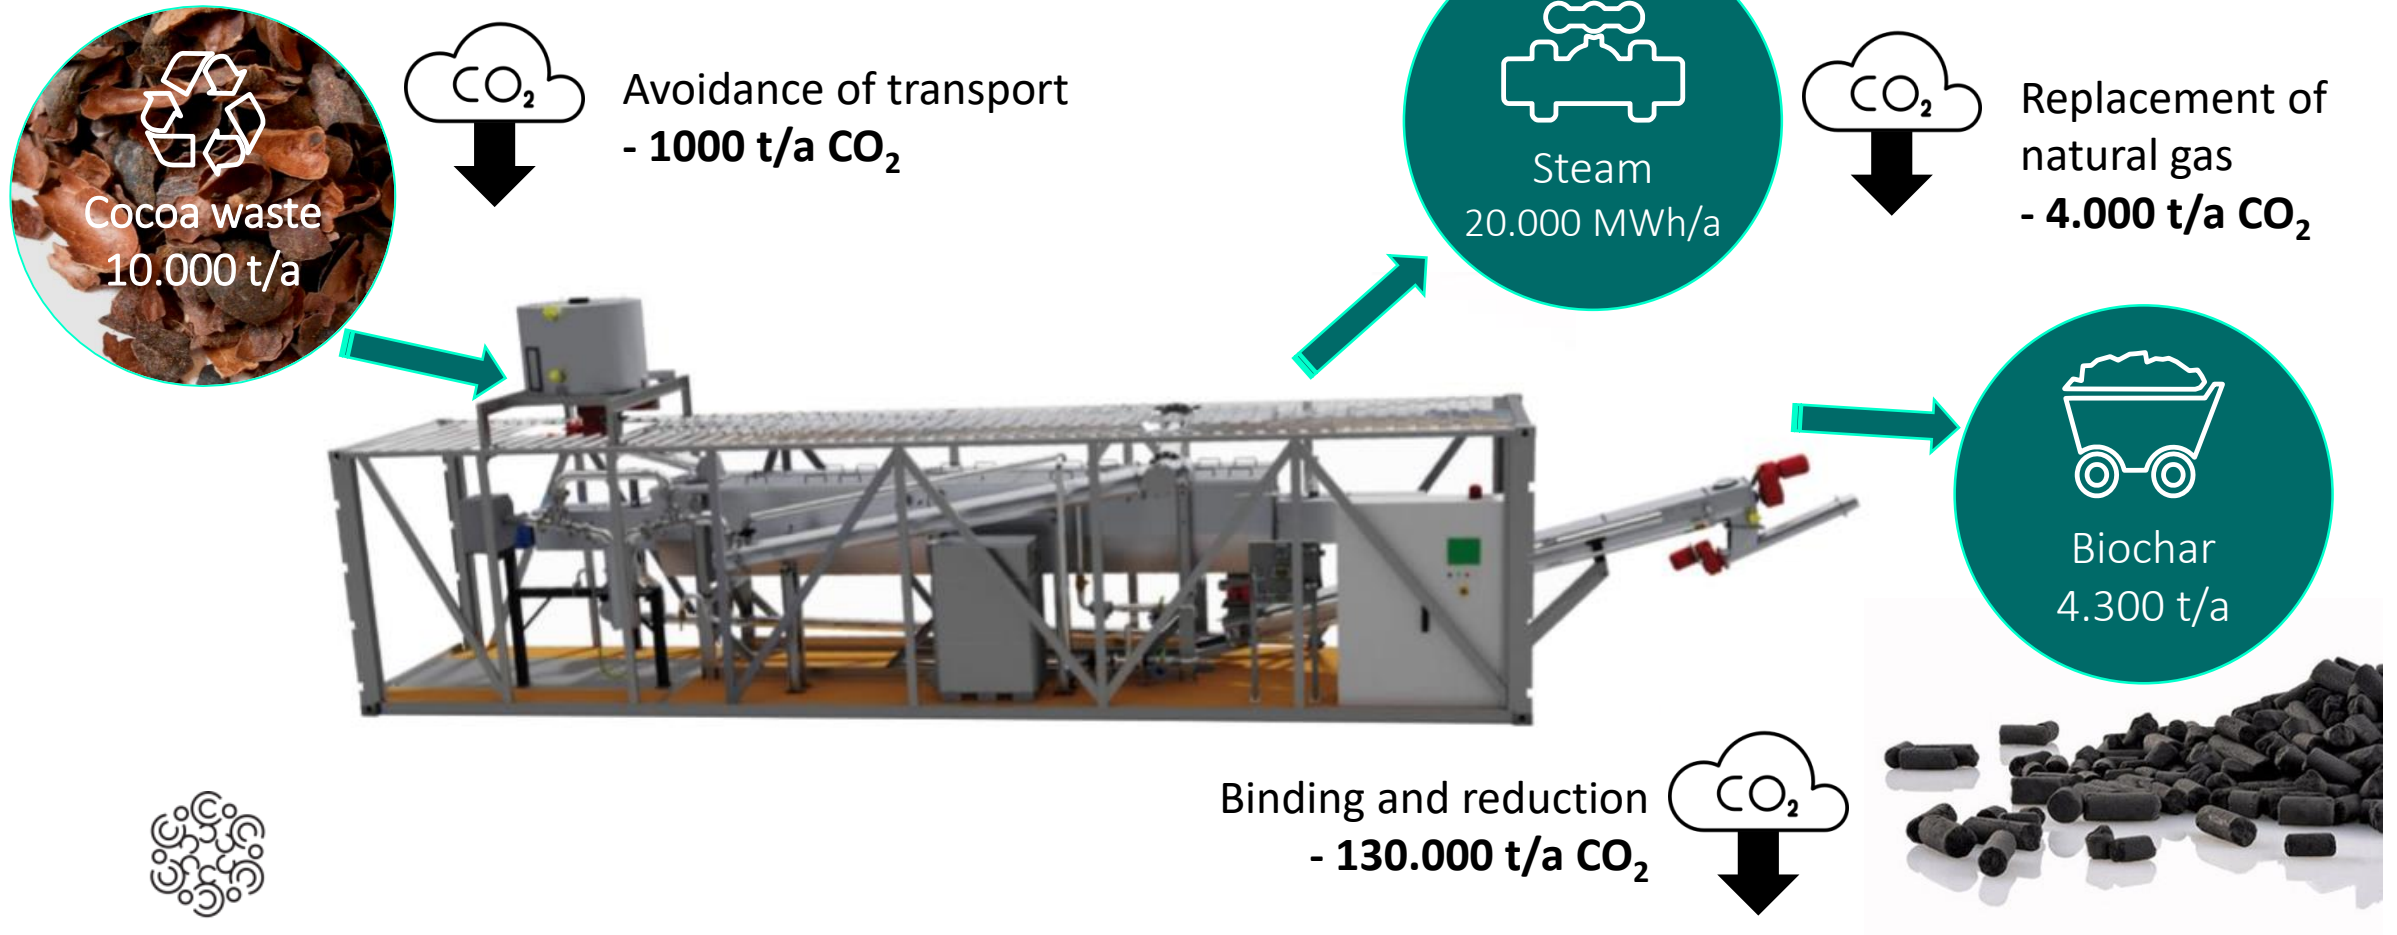 Cocoa waste
10.000 t/a
CO₂
Avoidance of transport
- 1000 t/a CO₂
Steam
20.000 MWh/a
CO₂
Replacement of
natural gas
- 4.000 t/a CO₂
Biochar
4.300 t/a
Binding and reduction
- 130.000 t/a CO₂
CO₂